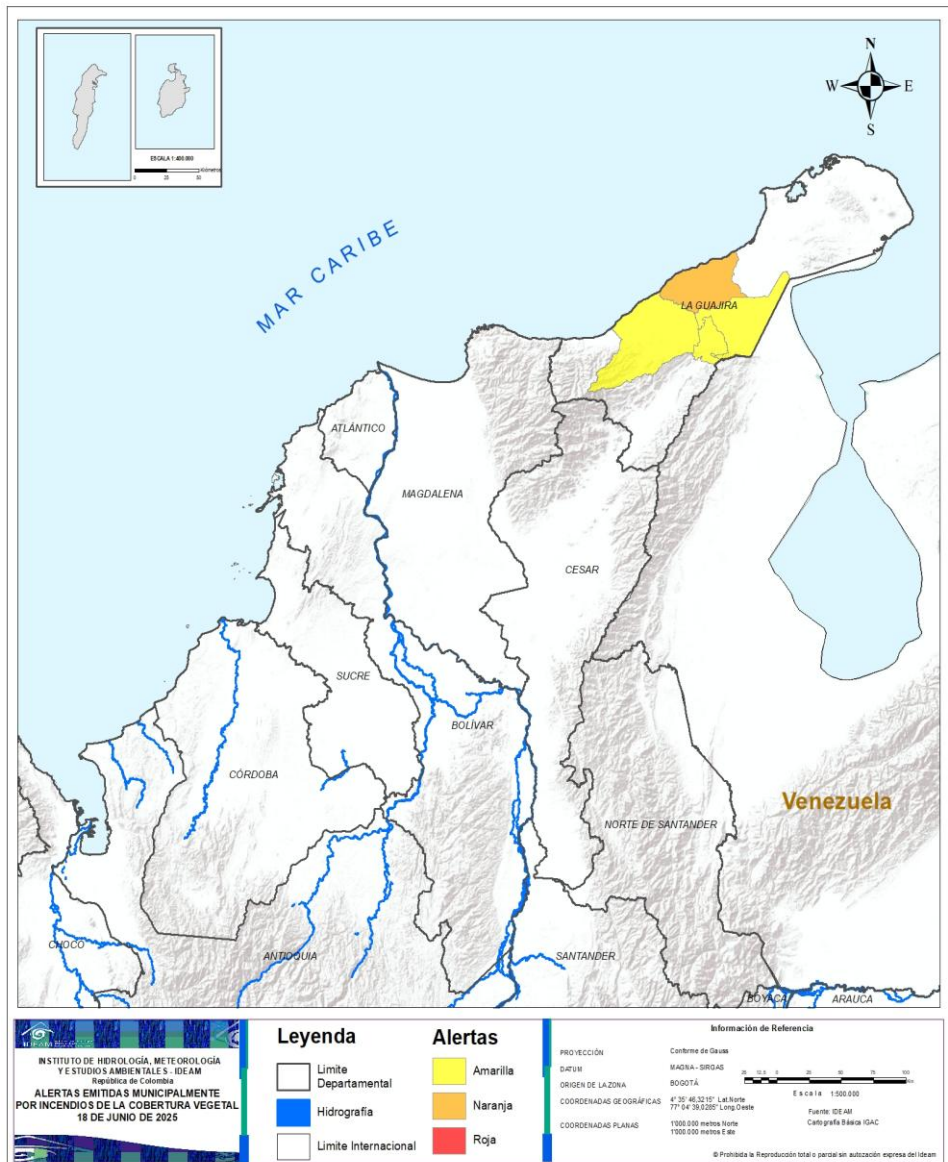 ESCALA 1:400.000
Kilómetros
N
W
E
S
MAR CARIBE
LA GUAJIRA
ATLÁNTICO
MAGDALENA
CESAR
SUCRE
BOLÍVAR
CÓRDOBA
NORTE DE SANTANDER
Venezuela
CHOCÓ
ANTIOQUIA
SANTANDER
BOYACÁ
ARAUCA
IDEAM
INSTITUTO DE HIDROLOGÍA, METEOROLOGÍA
Y ESTUDIOS AMBIENTALES - IDEAM
República de Colombia
ALERTAS EMITIDAS MUNICIPALMENTE
POR INCENDIOS DE LA COBERTURA VEGETAL
18 DE JUNIO DE 2025
Leyenda
Limite
Departamental
Hidrografía
Limite Internacional
Alertas
Amarilla
Naranja
Roja
Información de Referencia
PROYECCIÓN Conforme de Gauss
DATUM MAGNA - SIRGAS
ORIGEN DE LA ZONA BOGOTÁ
COORDENADAS GEOGRÁFICAS 4° 35' 46,3215'' Lat.Norte
77° 04' 39,0285'' Long.Oeste
COORDENADAS PLANAS 1'000.000 metros Norte
1'000.000 metros Este
Escala 1:500.000
Fuente: IDEAM
Cartografía Básica IGAC
© Prohibida la Reproducción total o parcial sin autozación expresa del Ideam